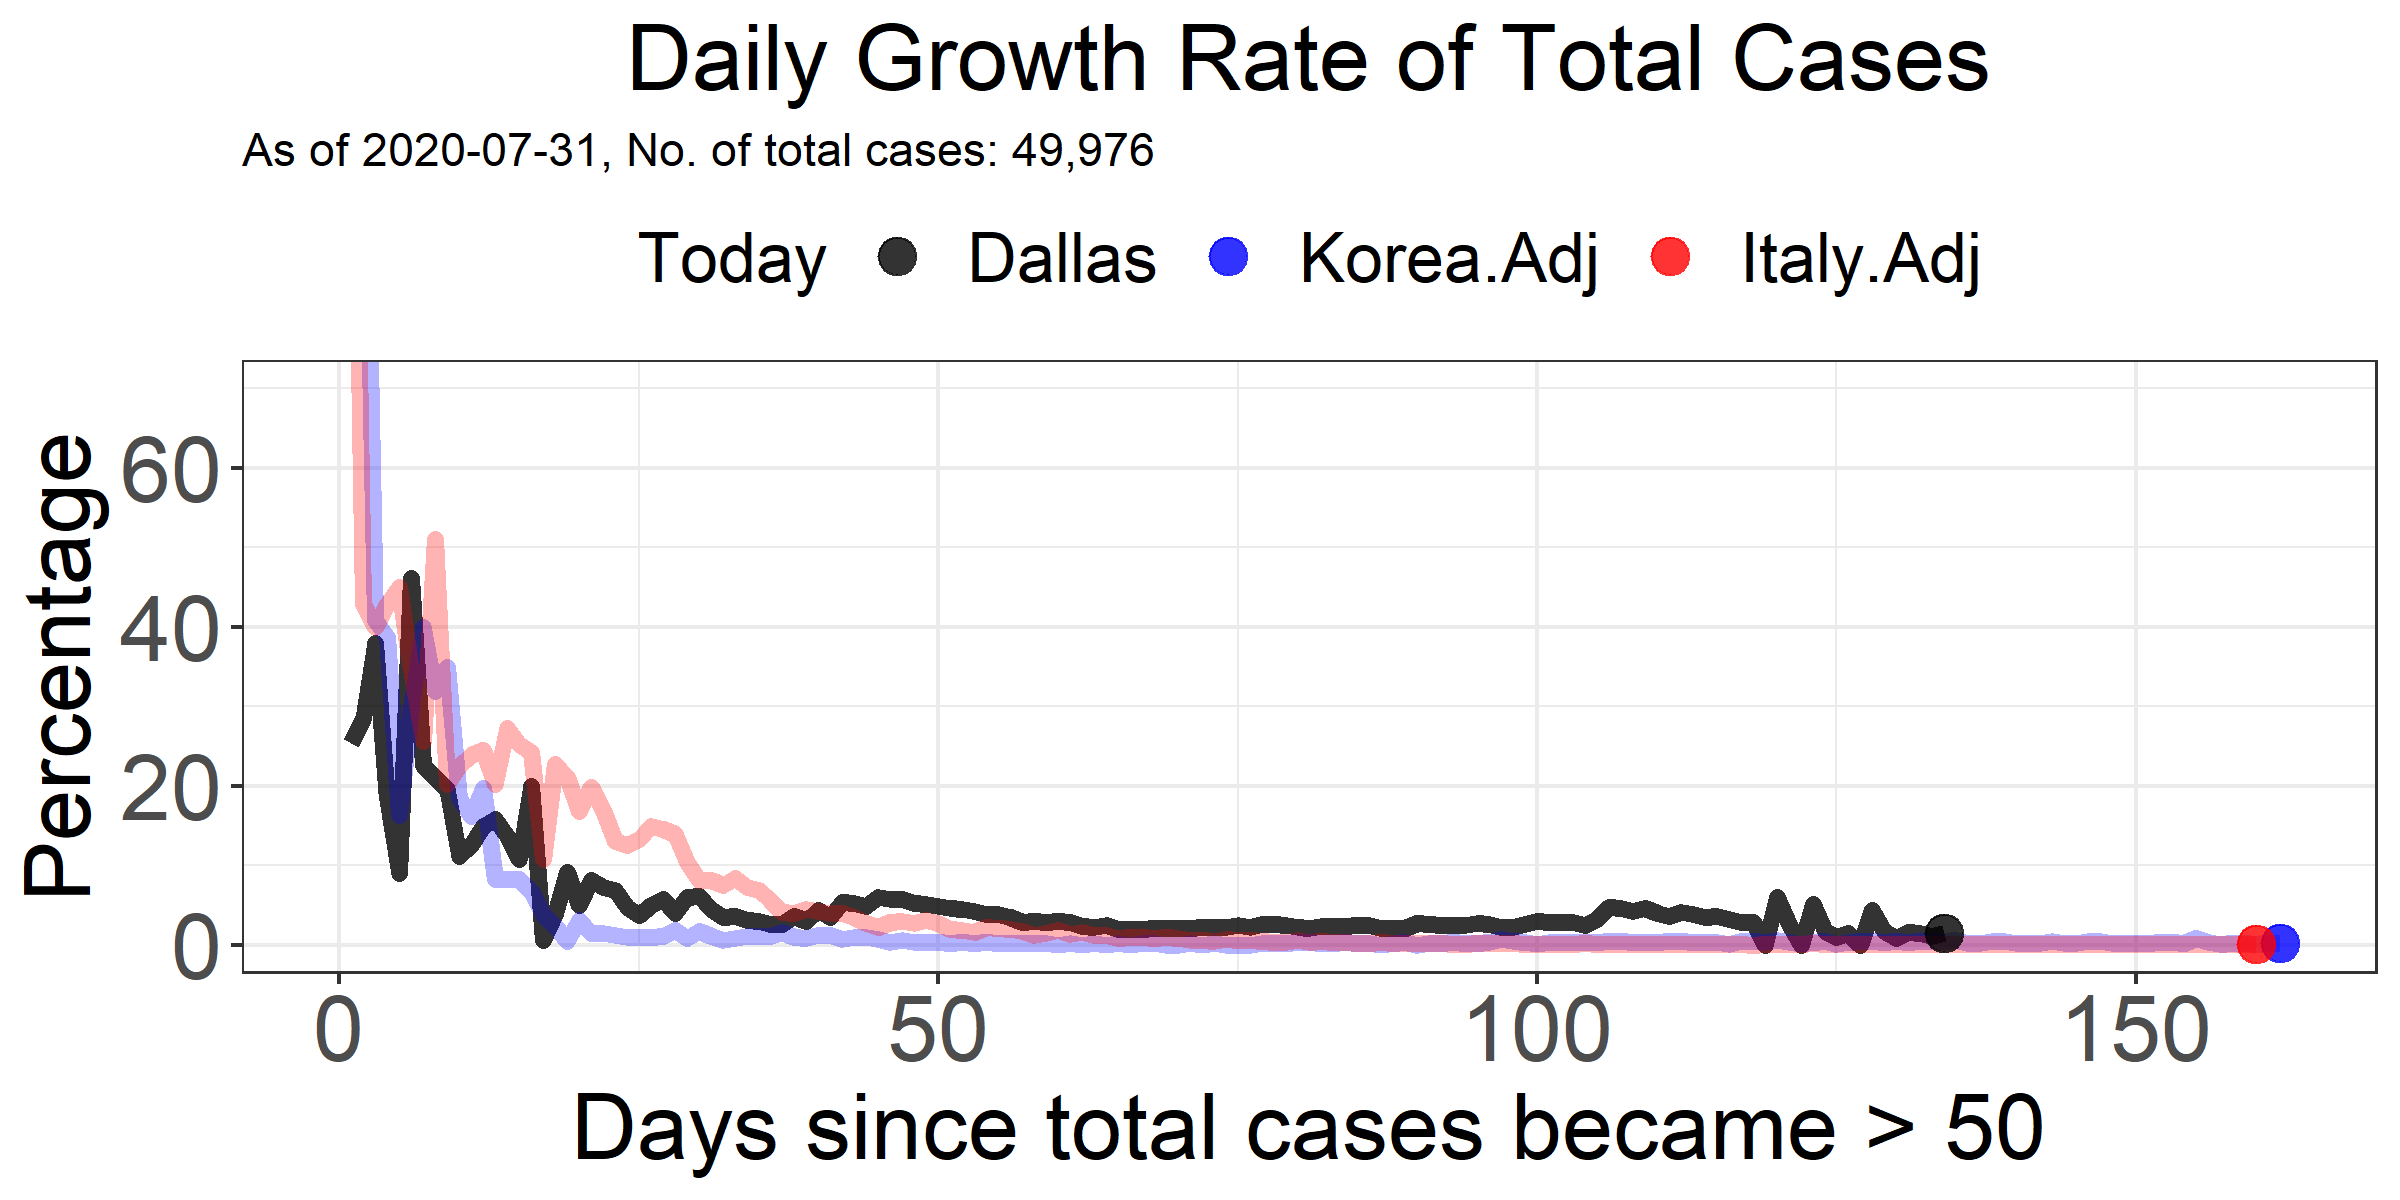 Daily Growth Rate of Total Cases
As of 2020-07-31, No. of total cases: 49,976
Today Dallas Korea.Adj Italy.Adj
Percentage
60
40
20
0
0 50 100 150
Days since total cases became > 50